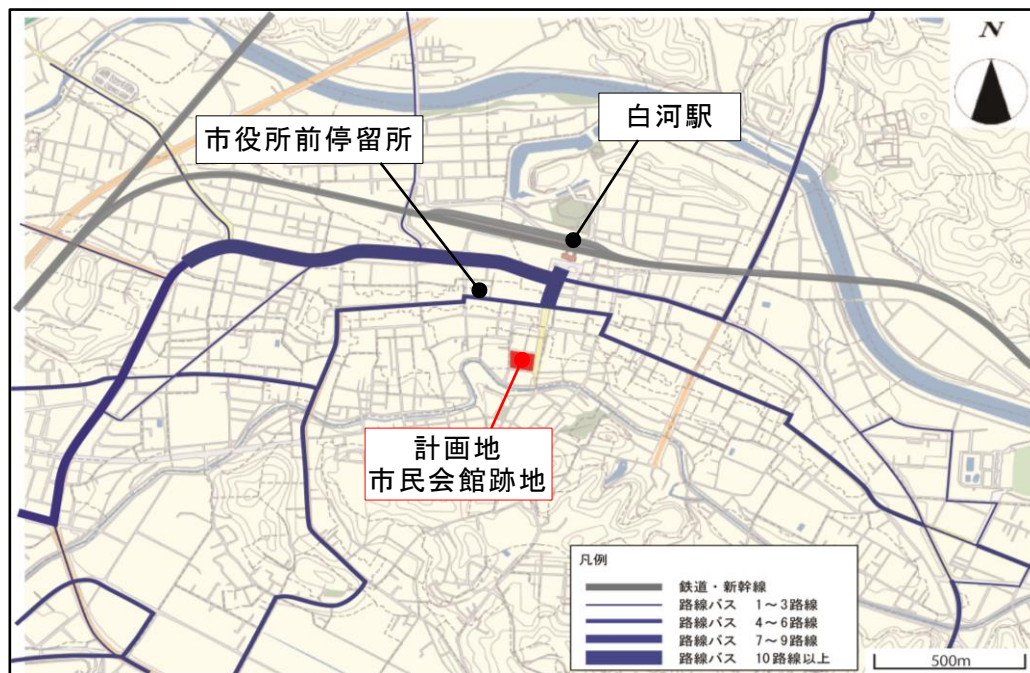 N
白河駅
市役所前停留所
計画地
市民会館跡地
凡例
鉄道・新幹線
路線バス 1～3路線
路線バス 4～6路線
路線バス 7～9路線
路線バス 10路線以上
500m